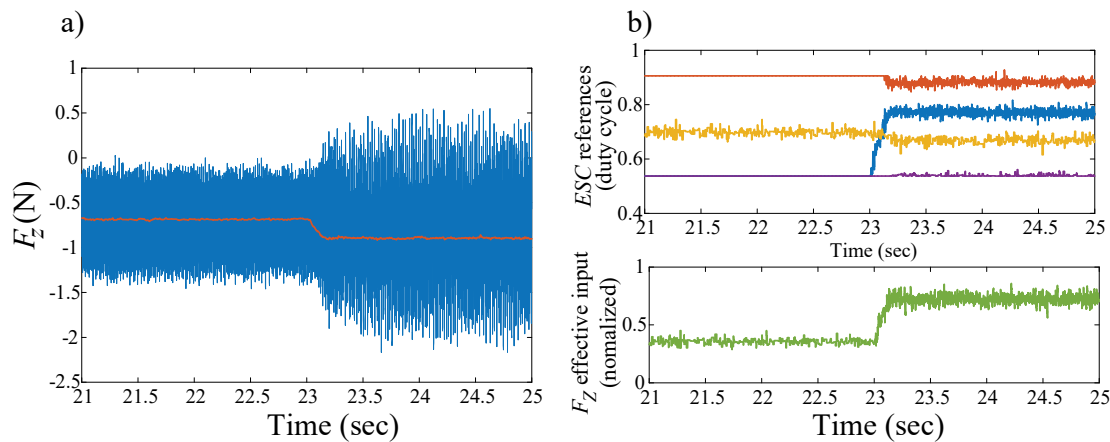 a)
F_z (N)
1
0.5
0
-0.5
-1
-1.5
-2
-2.5
21 21.5 22 22.5 23 23.5 24 24.5 25
Time (sec)
b)
ESC references
(duty cycle)
1
0.8
0.6
0.4
21 21.5 22 22.5 23 23.5 24 24.5 25
Time (sec)
F_Z effective input
(nomalized)
1
0.5
0
21 21.5 22 22.5 23 23.5 24 24.5 25
Time (sec)